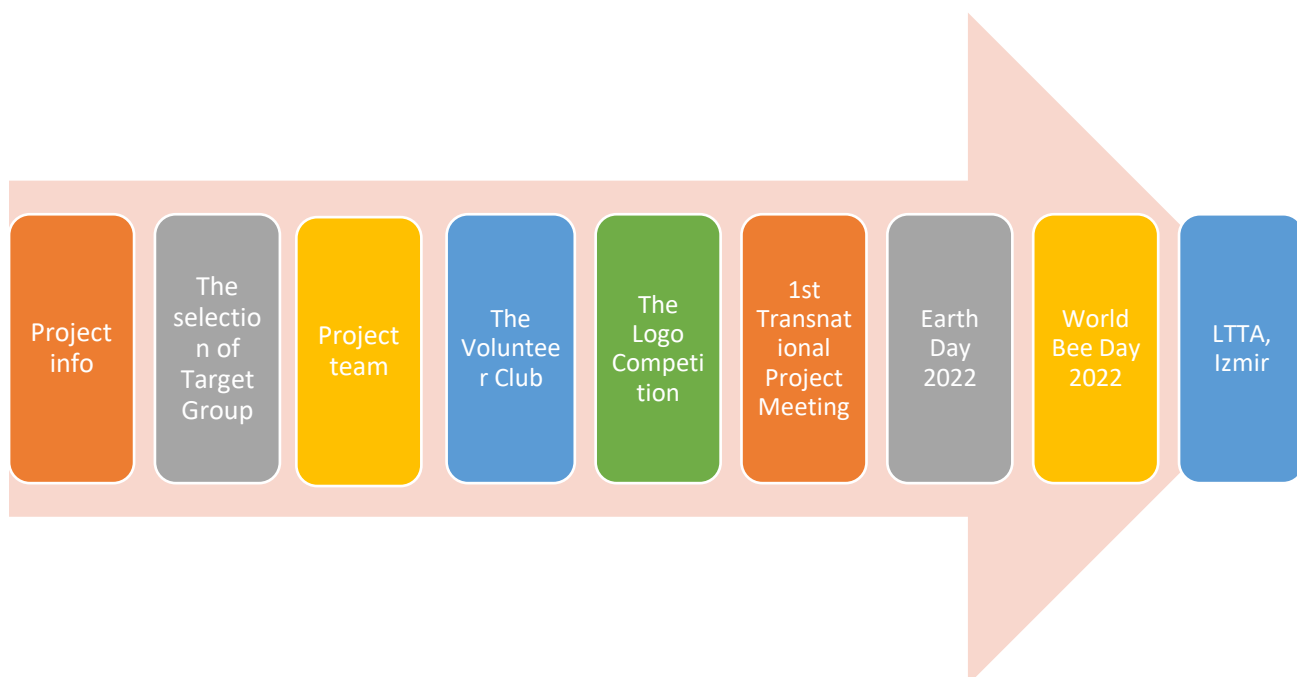 Project
info
The
selectio
n of
Target
Group
Project
team
The
Voluntee
r Club
The
Logo
Competi
tion
1st
Transnat
ional
Project
Meeting
Earth
Day
2022
World
Bee Day
2022
LTTA,
Izmir